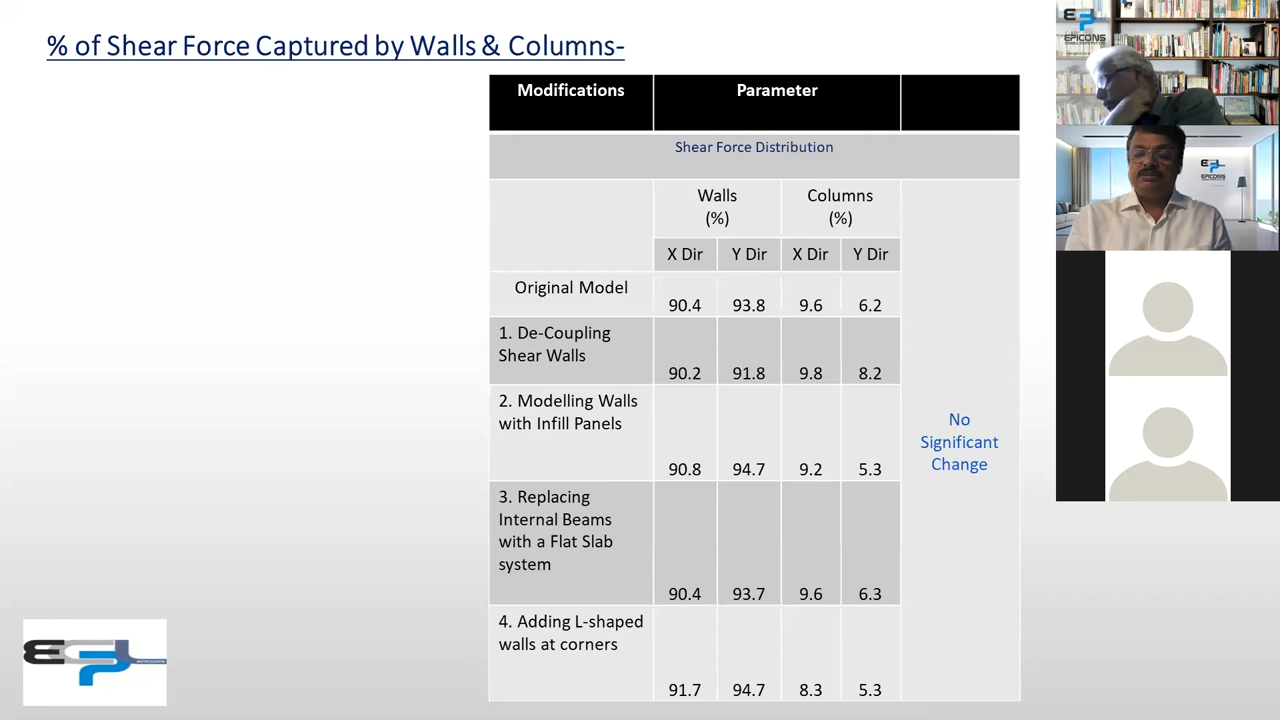 % of Shear Force Captured by Walls & Columns-
Modifications Parameter
Shear Force Distribution
Walls Columns
(%) (%)
X Dir Y Dir X Dir Y Dir
Original Model
90.4 93.8 9.6 6.2
1. De-Coupling
Shear Walls
90.2 91.8 9.8 8.2
2. Modelling Walls
with Infill Panels
90.8 94.7 9.2 5.3
3. Replacing
Internal Beams
with a Flat Slab
system
90.4 93.7 9.6 6.3
4. Adding L-shaped
walls at corners
91.7 94.7 8.3 5.3
No
Significant
Change
ECPL
EPICONS
EPICONS
EPICONS